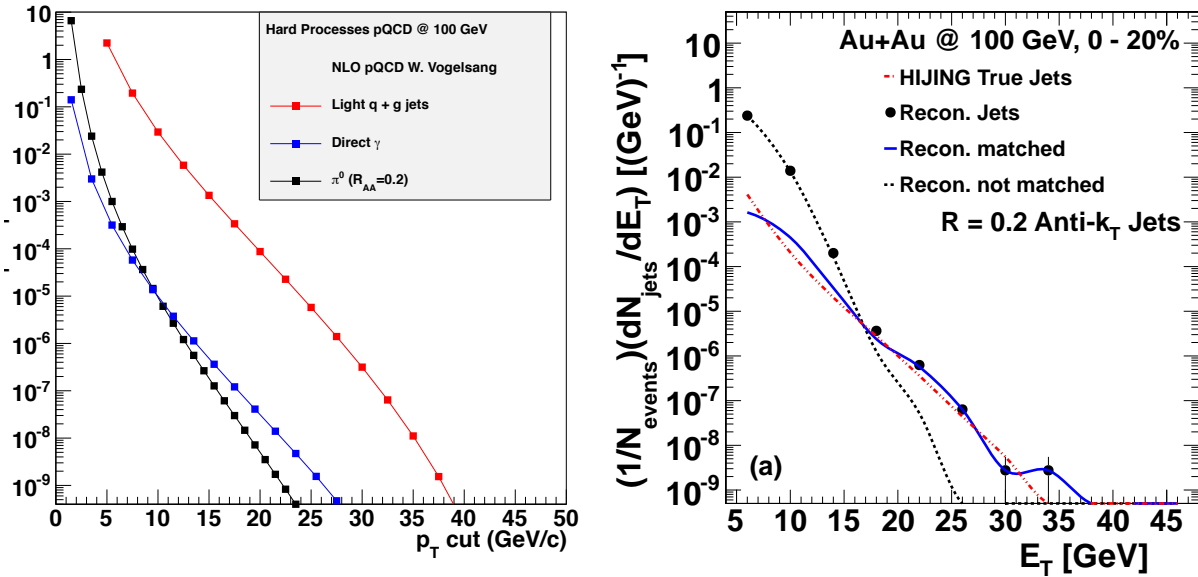 Hard Processes pQCD @ 100 GeV
NLO pQCD W. Vogelsang
Light q + g jets
Direct γ
π⁰ (R_AA=0.2)
10
1
10⁻¹
10⁻²
10⁻³
10⁻⁴
10⁻⁵
10⁻⁶
10⁻⁷
10⁻⁸
10⁻⁹
0 5 10 15 20 25 30 35 40 45 50
p_T cut (GeV/c)
Au+Au @ 100 GeV, 0 - 20%
HIJING True Jets
Recon. Jets
Recon. matched
Recon. not matched
R = 0.2 Anti-k_T Jets
(1/N_events)(dN_jets/dE_T) [(GeV)⁻¹]
10
1
10⁻¹
10⁻²
10⁻³
10⁻⁴
10⁻⁵
10⁻⁶
10⁻⁷
10⁻⁸
10⁻⁹
(a)
5 10 15 20 25 30 35 40 45
E_T [GeV]